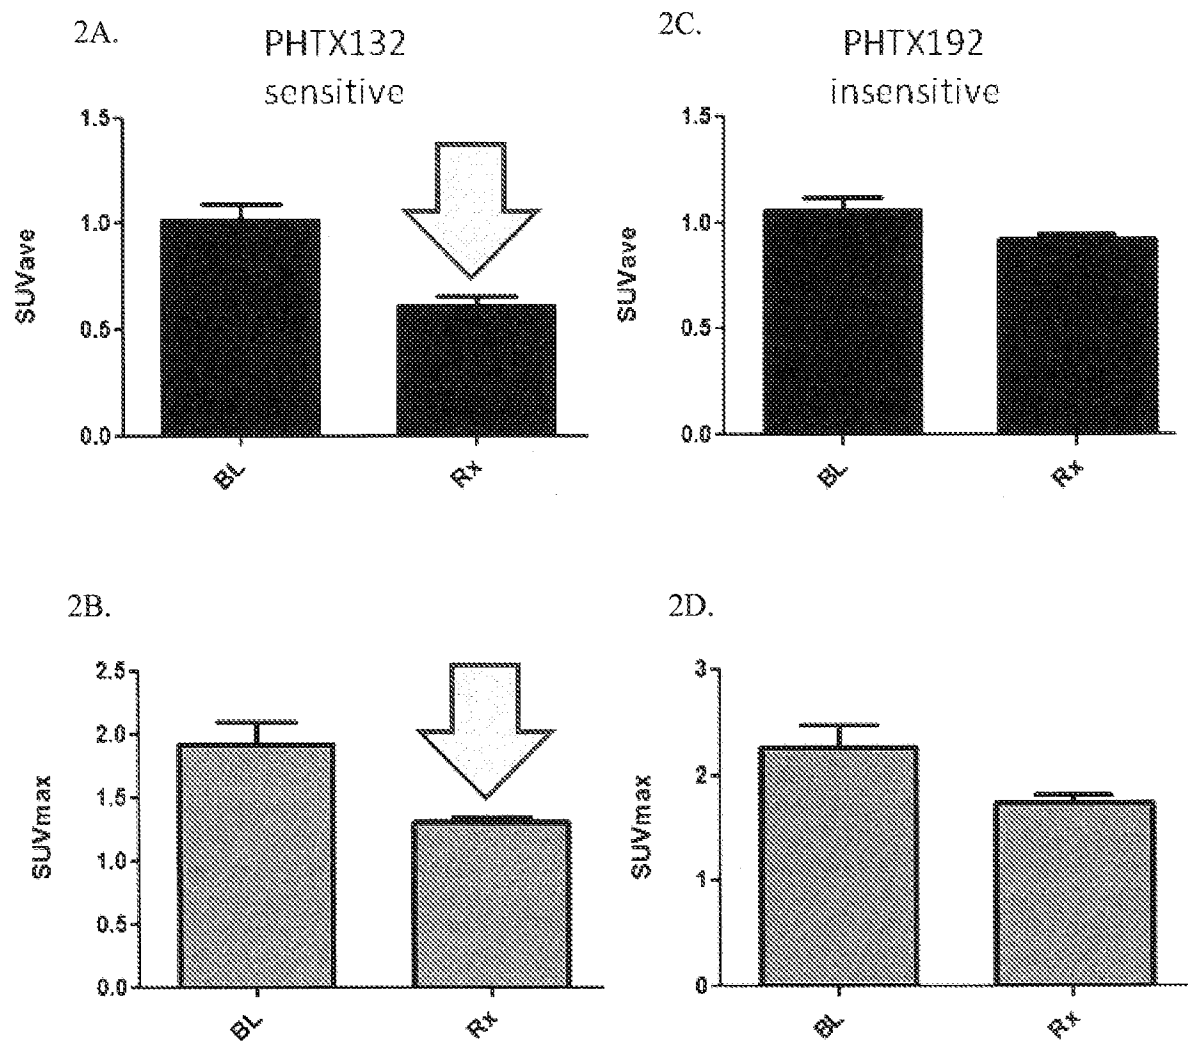 2A.
PHTX132
sensitive
1.5
1.0
0.5
0.0
SUVave
BL
Rx
2C.
PHTX192
insensitive
1.5
1.0
0.5
0.0
SUVave
BL
Rx
2B.
2.5
2.0
1.5
1.0
0.5
0.0
SUVmax
BL
Rx
2D.
3
2
1
0
SUVmax
BL
Rx